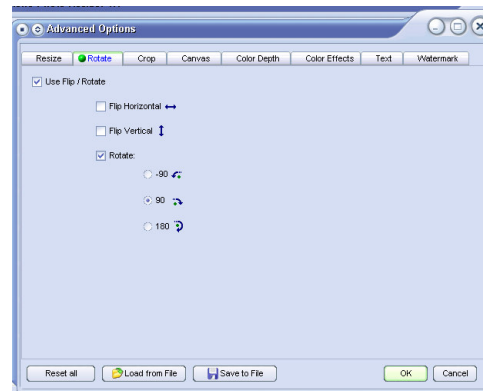 Advanced Options
Resize Rotate Crop Canvas Color Depth Color Effects Text Watermark
Use Flip / Rotate
Flip Horizontal
Flip Vertical
Rotate:
-90
90
180
Reset all Load from File Save to File OK Cancel